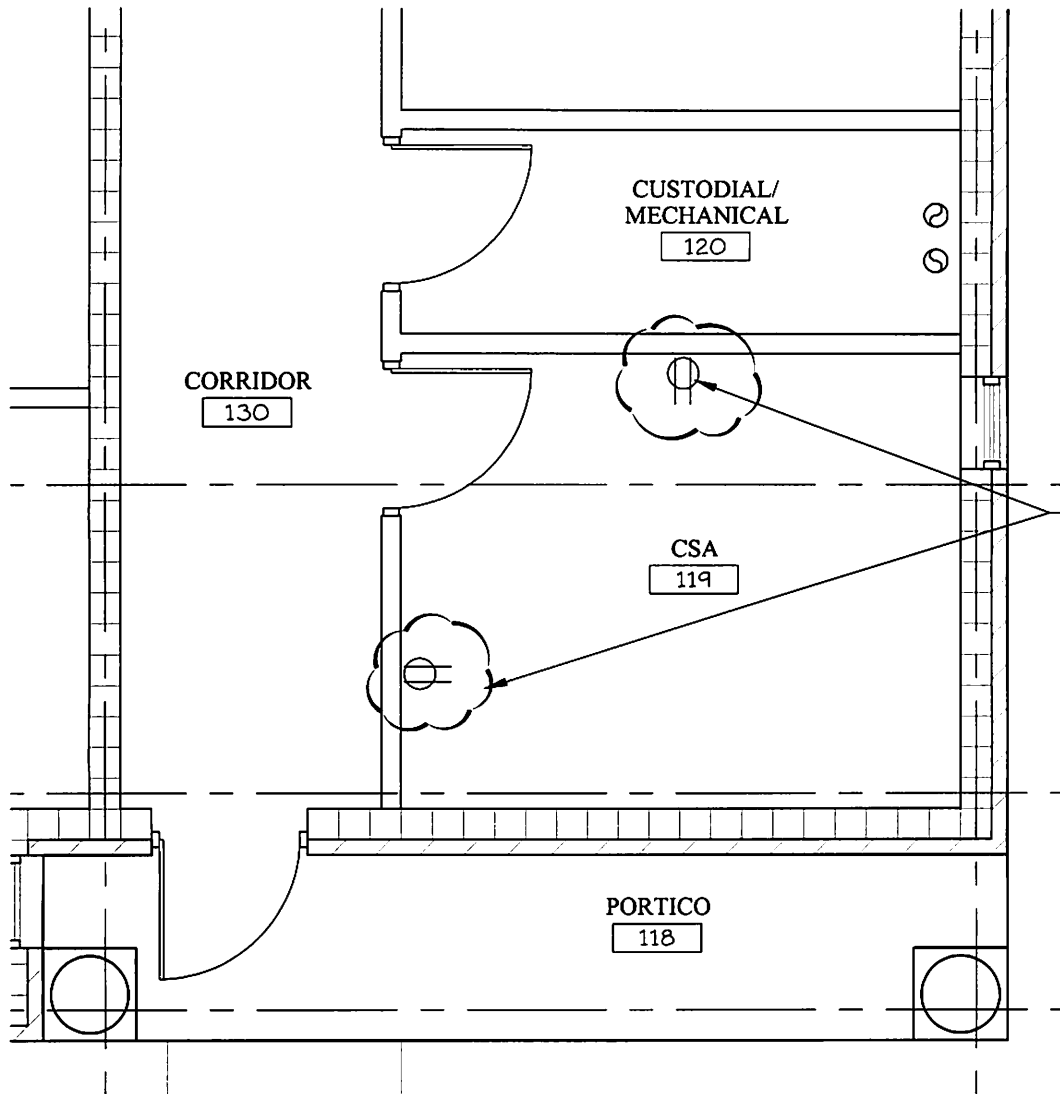 CUSTODIAL/
MECHANICAL
120
CORRIDOR
130
CSA
119
PORTICO
118